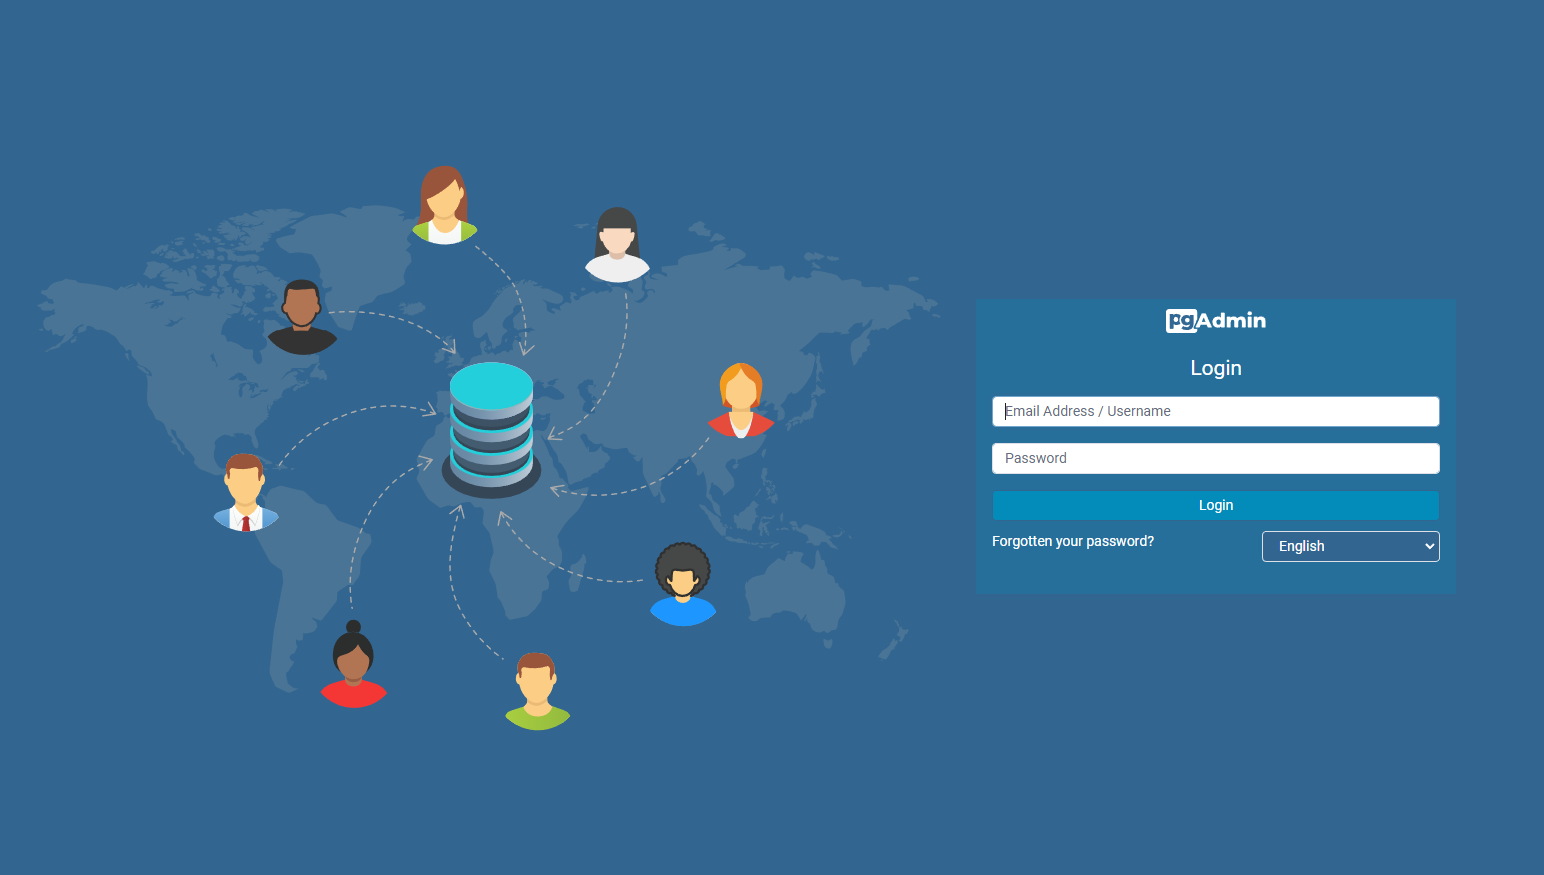 pgAdmin
Login
Email Address / Username
Password
Login
Forgotten your password?
English